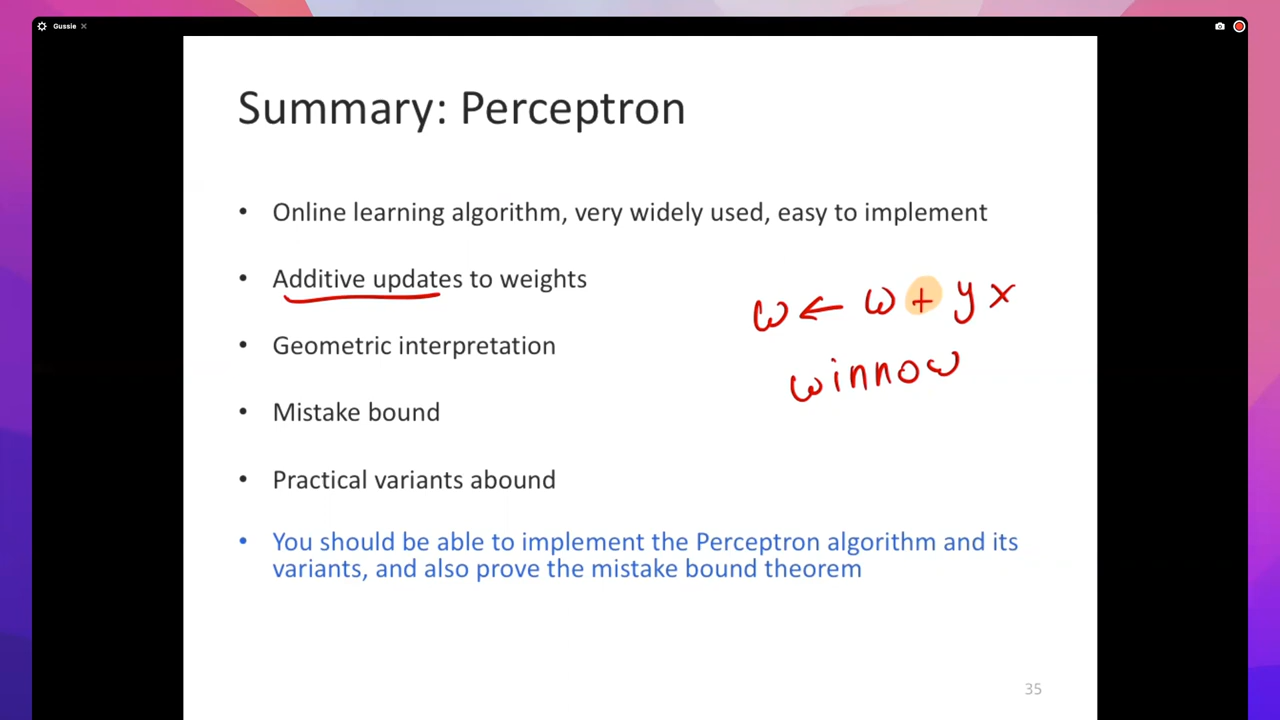 Gussie ×
Summary: Perceptron
• Online learning algorithm, very widely used, easy to implement
• Additive updates to weights
w ← w + y x
• Geometric interpretation
winnow
• Mistake bound
• Practical variants abound
• You should be able to implement the Perceptron algorithm and its
variants, and also prove the mistake bound theorem
35